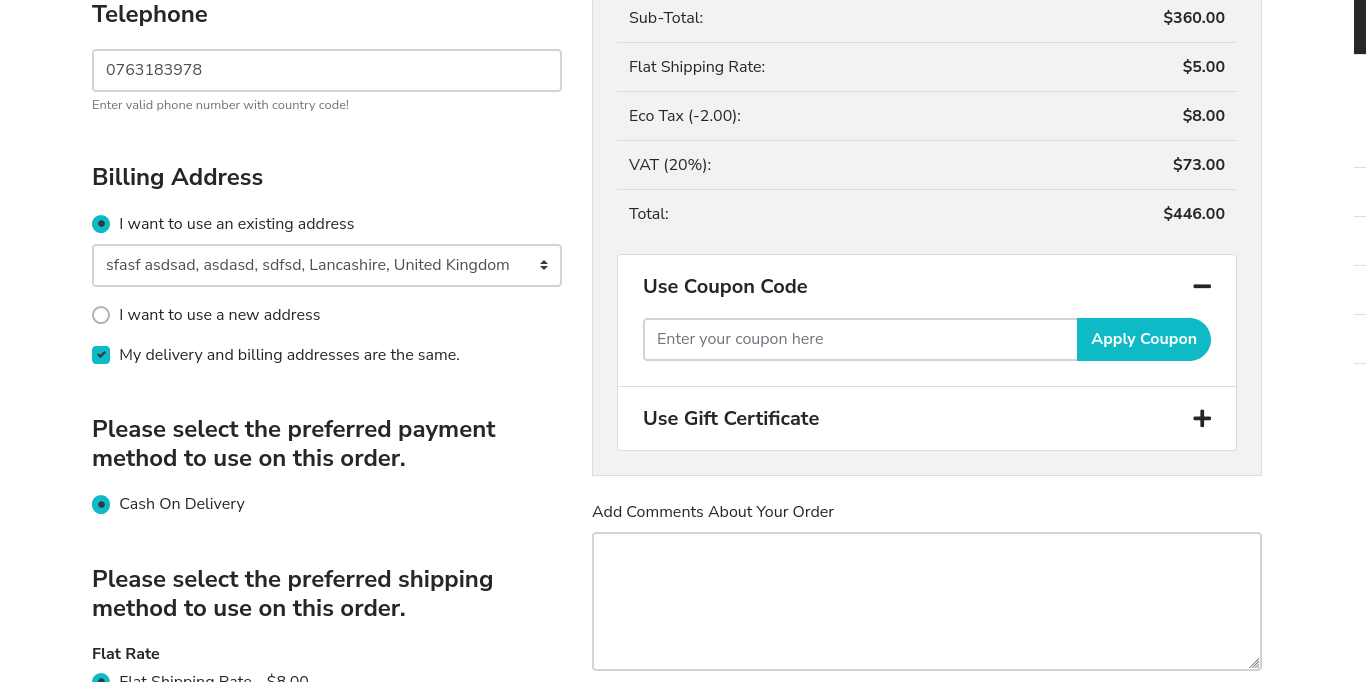 Telephone
0763183978
Enter valid phone number with country code!
Billing Address
I want to use an existing address
sfasf asdsad, asdasd, sdfsd, Lancashire, United Kingdom
I want to use a new address
My delivery and billing addresses are the same.
Please select the preferred payment
method to use on this order.
Cash On Delivery
Please select the preferred shipping
method to use on this order.
Flat Rate
Flat Shipping Rate - $8.00
Sub-Total: $360.00
Flat Shipping Rate: $5.00
Eco Tax (-2.00): $8.00
VAT (20%): $73.00
Total: $446.00
Use Coupon Code
Enter your coupon here Apply Coupon
Use Gift Certificate
Add Comments About Your Order